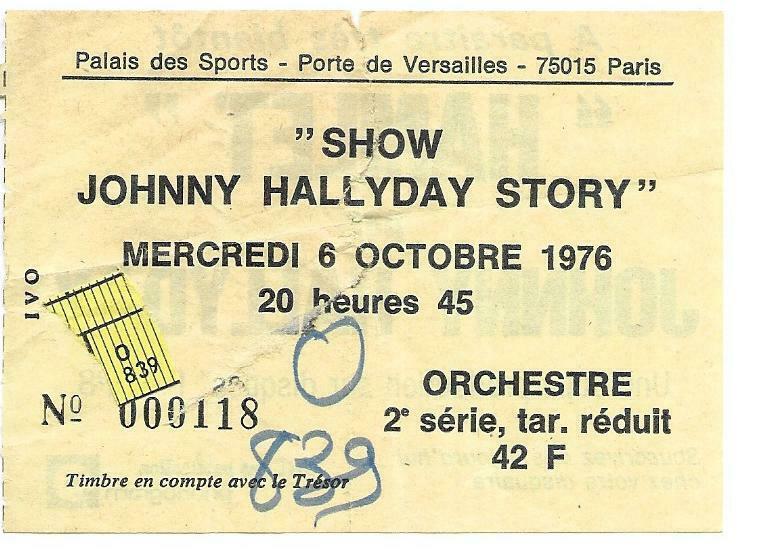 Palais des Sports - Porte de Versailles - 75015 Paris
"SHOW
JOHNNY HALLYDAY STORY"
MERCREDI 6 OCTOBRE 1976
20 heures 45
IVO
O
839
O
ORCHESTRE
2e série, tar. réduit
42 F
Nº 000118
839
Timbre en compte avec le Trésor